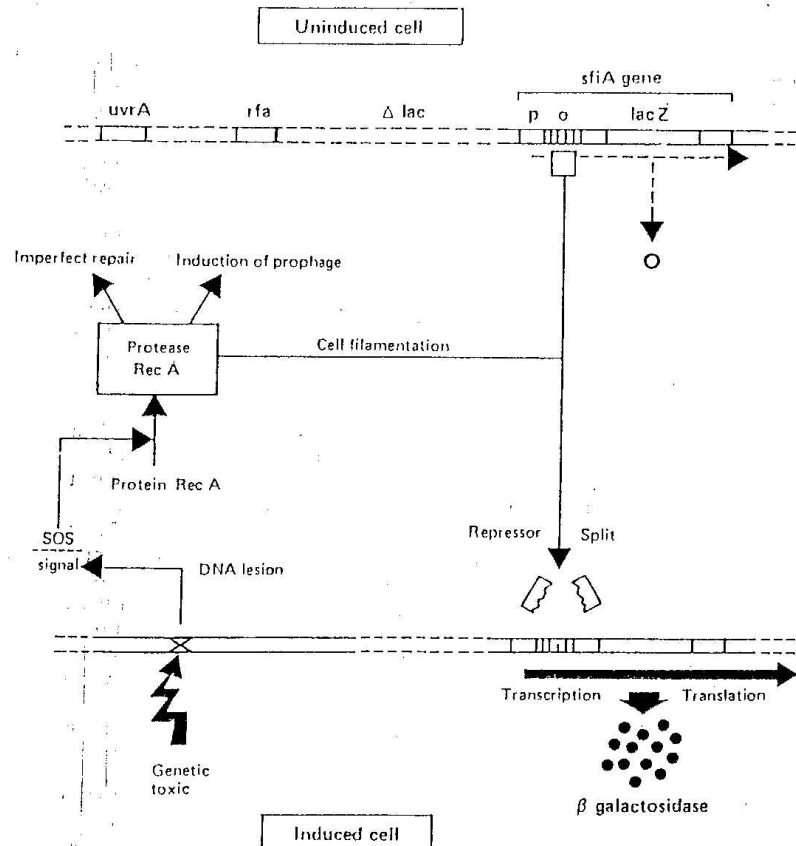 Uninduced cell
sfiA gene
uvrA rfa Δ lac p o lacZ
O
Imperfect repair Induction of prophage
Protease
Rec A
Cell filamentation
Protein Rec A
SOS
signal
DNA lesion
Repressor Split
Transcription Translation
Genetic
toxic
β galactosidase
Induced cell